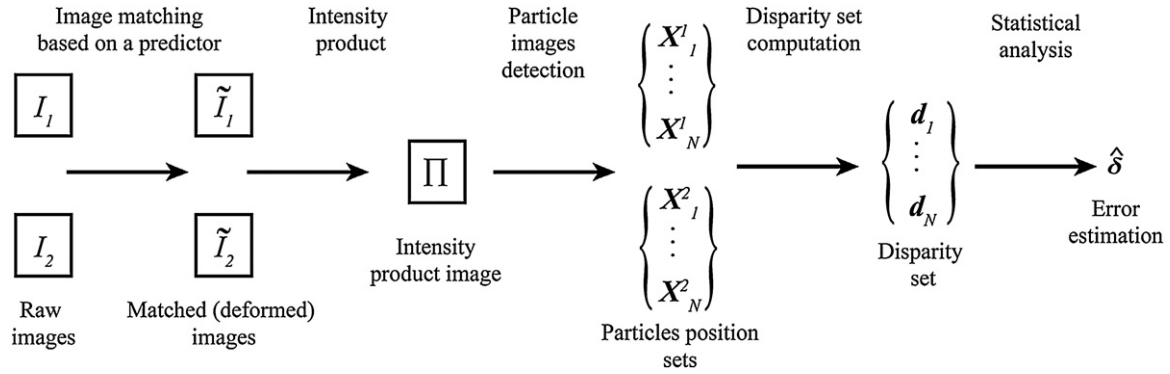 Image matching
based on a predictor
Intensity
product
Particle
images
detection
Disparity set
computation
Statistical
analysis
I₁
Ĩ₁
I₂
Ĩ₂
Π
X¹₁
⋮
X¹ₙ
X²₁
⋮
X²ₙ
d₁
⋮
dₙ
δ̂
Raw
images
Matched (deformed)
images
Intensity
product image
Particles position
sets
Disparity
set
Error
estimation